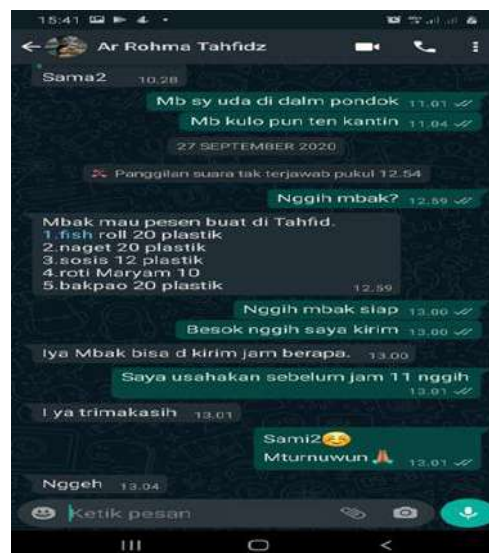 15:41
Ar Rohma Tahfidz
Sama2 10.28
Mb sy uda di dalm pondok 11.01
Mb kulo pun ten kantin 11.04
27 SEPTEMBER 2020
Panggilan suara tak terjawab pukul 12.54
Nggih mbak? 12.59
Mbak mau pesen buat di Tahfid.
1.fish roll 20 plastik
2.naget 20 plastik
3.sosis 12 plastik
4.roti Maryam 10
5.bakpao 20 plastik 12.59
Nggih mbak siap 13.00
Besok nggih saya kirim 13.00
Iya Mbak bisa d kirim jam berapa. 13.00
Saya usahakan sebelum jam 11 nggih
13.01
I ya trimakasih 13.01
Sami2😊
Mturnuwun🙏 13.01
Nggeh 13.04
Ketik pesan